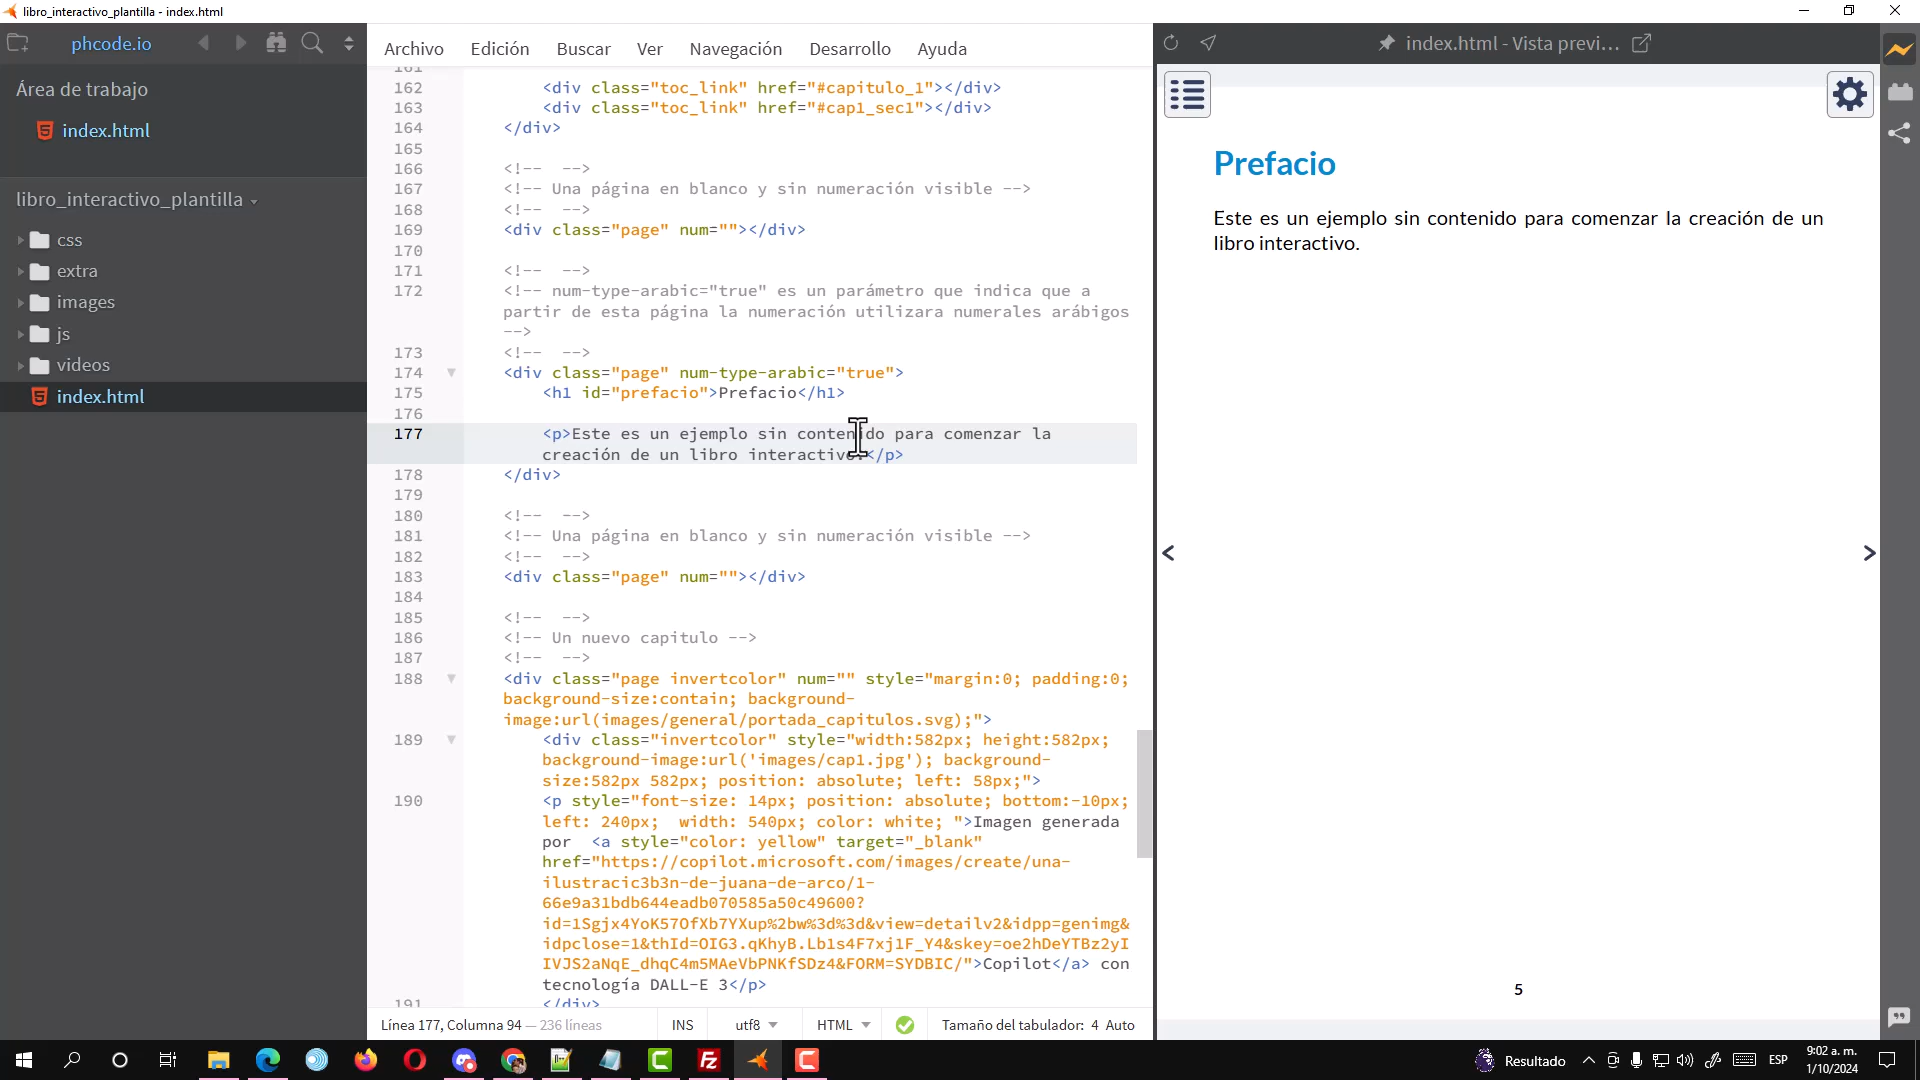 libro_interactivo_plantilla - index.html
phcode.io
Archivo Edición Buscar Ver Navegación Desarrollo Ayuda
index.html - Vista previ...
Área de trabajo
index.html
libro_interactivo_plantilla
css
extra
images
js
videos
index.html
161
162 <div class="toc_link" href="#capitulo_1"></div>
163 <div class="toc_link" href="#cap1_sec1"></div>
164 </div>
165
166 <!--  -->
167 <!-- Una página en blanco y sin numeración visible -->
168 <!--  -->
169 <div class="page" num=""></div>
170
171 <!--  -->
172 <!-- num-type-arabic="true" es un parámetro que indica que a
partir de esta página la numeración utilizara numerales arábigos
-->
173 <!--  -->
174 <div class="page" num-type-arabic="true">
175 <h1 id="prefacio">Prefacio</h1>
176
177 <p>Este es un ejemplo sin contenido para comenzar la
creación de un libro interactivo.</p>
178 </div>
179
180 <!--  -->
181 <!-- Una página en blanco y sin numeración visible -->
182 <!--  -->
183 <div class="page" num=""></div>
184
185 <!--  -->
186 <!-- Un nuevo capitulo -->
187 <!--  -->
188 <div class="page invertcolor" num="" style="margin:0; padding:0;
background-size:contain; background-
image:url(images/general/portada_capitulos.svg);">
189 <div class="invertcolor" style="width:582px; height:582px;
background-image:url('images/cap1.jpg'); background-
size:582px 582px; position: absolute; left: 58px;">
190 <p style="font-size: 14px; position: absolute; bottom:-10px;
left: 240px;  width: 540px; color: white; ">Imagen generada
por  <a style="color: yellow" target="_blank"
href="https://copilot.microsoft.com/images/create/una-
ilustracic3b3n-de-juana-de-arco/1-
66e9a31bdb644eadb070585a50c49600?
id=1Sgjx4YoK57OfXb7YXup%2bw%3d%3d&view=detailv2&idpp=genimg&
idpclose=1&thId=OIG3.qKhyB.Lb1s4F7xj1F_Y4&skey=oe2hDeYTBz2yI
IVJS2aNqE_dhqC4m5MAeVbPNKfSDz4&FORM=SYDBIC/">Copilot</a> con
tecnología DALL-E 3</p>
191 </div>
Línea 177, Columna 94 — 236 líneas INS utf8 HTML Tamaño del tabulador: 4 Auto
Prefacio
Este es un ejemplo sin contenido para comenzar la creación de un
libro interactivo.
< >
5
Resultado ESP 9:02 a. m.
1/10/2024